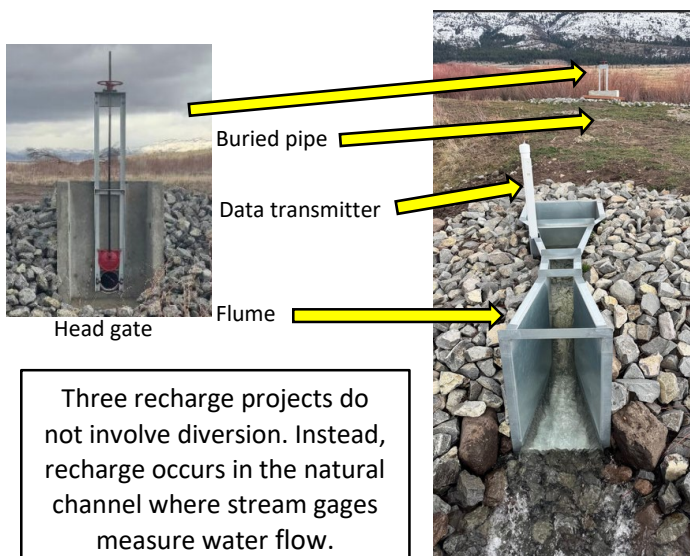 Buried pipe
Data transmitter
Head gate
Flume
Three recharge projects do
not involve diversion. Instead,
recharge occurs in the natural
channel where stream gages
measure water flow.